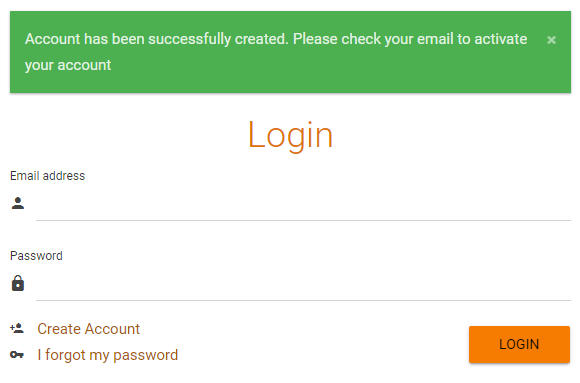 Account has been successfully created. Please check your email to activate ×
your account
Login
Email address
Password
Create Account
I forgot my password
LOGIN